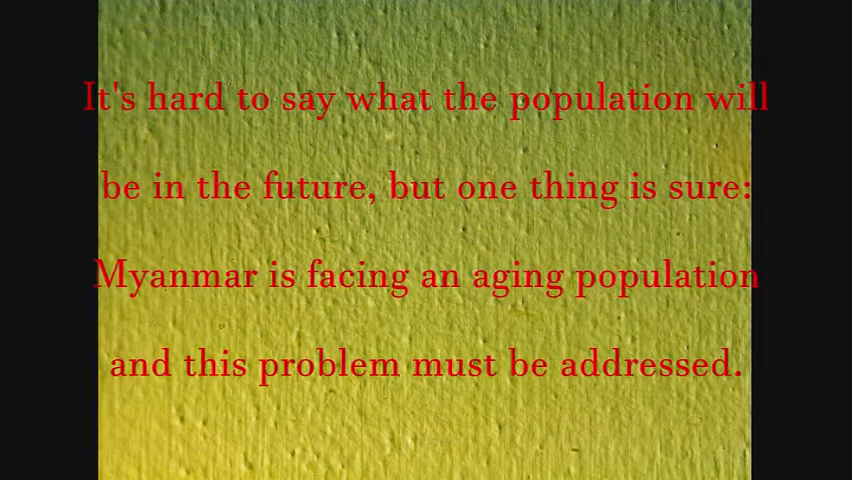 It's hard to say what the population will
be in the future, but one thing is sure:
Myanmar is facing an aging population
and this problem must be addressed.